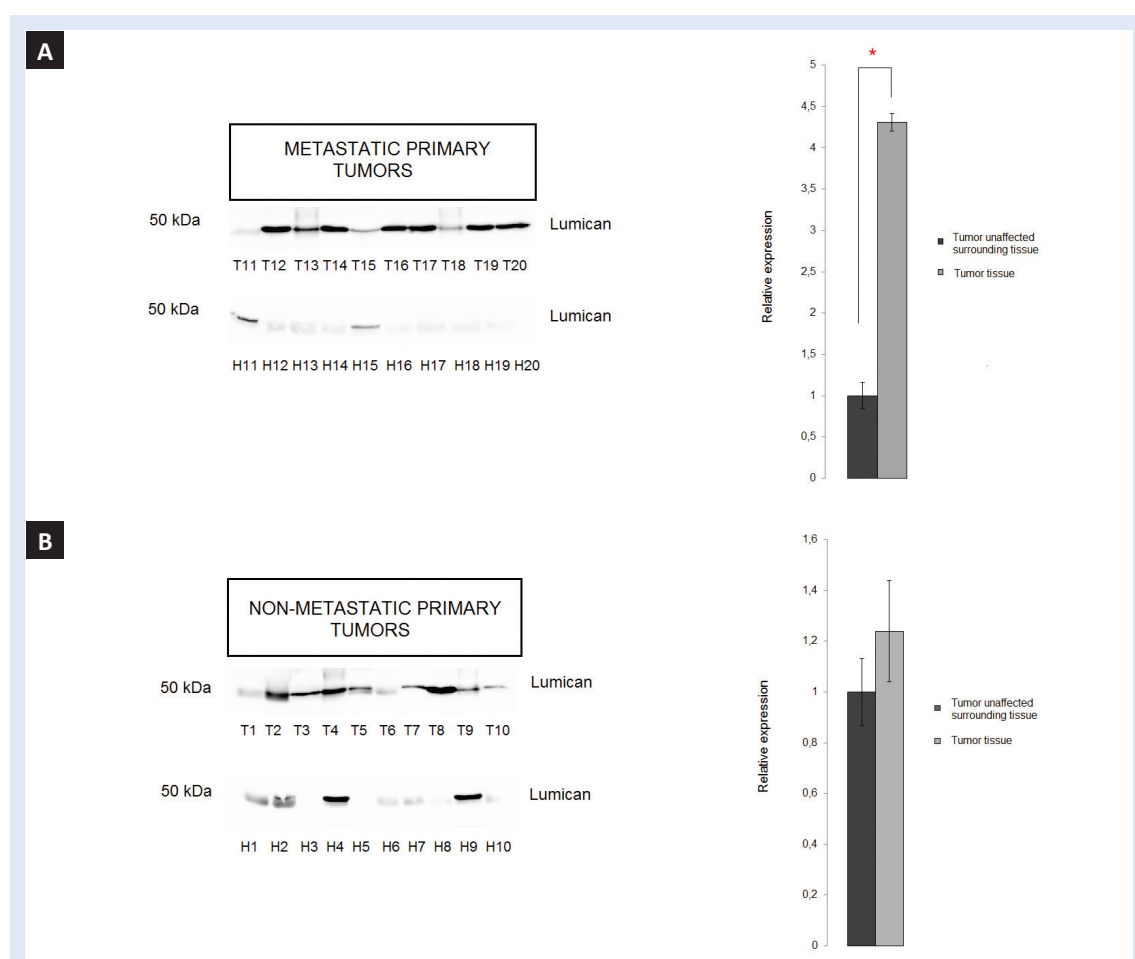 A
METASTATIC PRIMARY
TUMORS
50 kDa
Lumican
T11 T12 T13 T14 T15 T16 T17 T18 T19 T20
50 kDa
Lumican
H11 H12 H13 H14 H15 H16 H17 H18 H19 H20
*
5
4,5
4
3,5
3
2,5
2
1,5
1
0,5
0
Relative expression
Tumor unaffected
surrounding tissue
Tumor tissue
B
NON-METASTATIC PRIMARY
TUMORS
50 kDa
Lumican
T1 T2 T3 T4 T5 T6 T7 T8 T9 T10
50 kDa
Lumican
H1 H2 H3 H4 H5 H6 H7 H8 H9 H10
1,6
1,4
1,2
1
0,8
0,6
0,4
0,2
0
Relative expression
Tumor unaffected
surrounding tissue
Tumor tissue